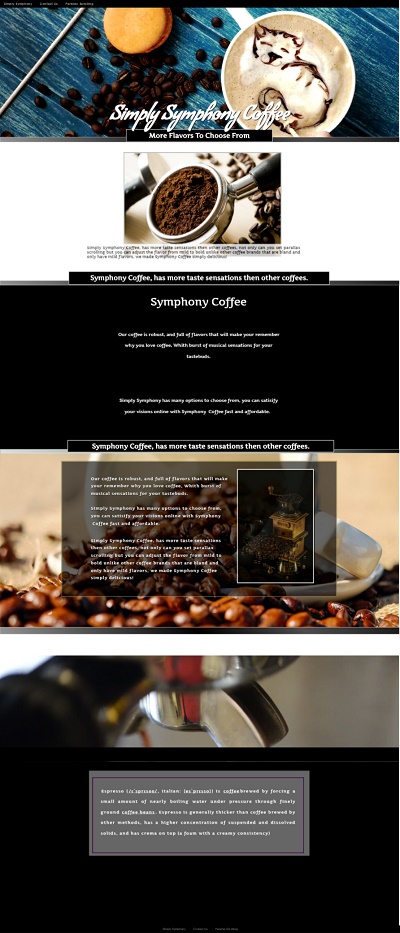 Simply Symphony Contact Us
Simply Symphony Coffee
More Flavors To Choose From
Simply Symphony Coffee, has more taste sensations then other coffees, not only can you set parallax
scrolling but you can adjust the flavor from mild to bold unlike other coffee brands that are bland and
only have mild flavors, we made Symphony Coffee simply delicious!
Symphony Coffee, has more taste sensations then other coffees.
Symphony Coffee
Our coffee is robust, and full of flavors that will make your remember
why you love coffee, Whith burst of musical sensations for your
tastebuds.
Simply Symphony has many options to choose from, you can satisify
your visions online with Symphony Coffee fast and affordable.
Symphony Coffee, has more taste sensations then other coffees.
Our coffee is robust, and full of flavors that will make
your remember why you love coffee, Whith burst of
musical sensations for your tastebuds.
Simply Symphony has many options to choose from,
you can satisify your visions online with Symphony
Coffee fast and affordable.
Simply Symphony Coffee, has more taste sensations
then other coffees, not only can you set parallax
scrolling but you can adjust the flavor from mild to
bold unlike other coffee brands that are bland and
only have mild flavors, we made Symphony Coffee
simply delicious!
Espresso (/ɛˈsprɛsoʊ/, Italian: [esˈprɛsso]) is coffee brewed by forcing a
small amount of nearly boiling water under pressure through finely
ground coffee beans. Espresso is generally thicker than coffee brewed by
other methods, has a higher concentration of suspended and dissolved
solids, and has crema on top (a foam with a creamy consistency)